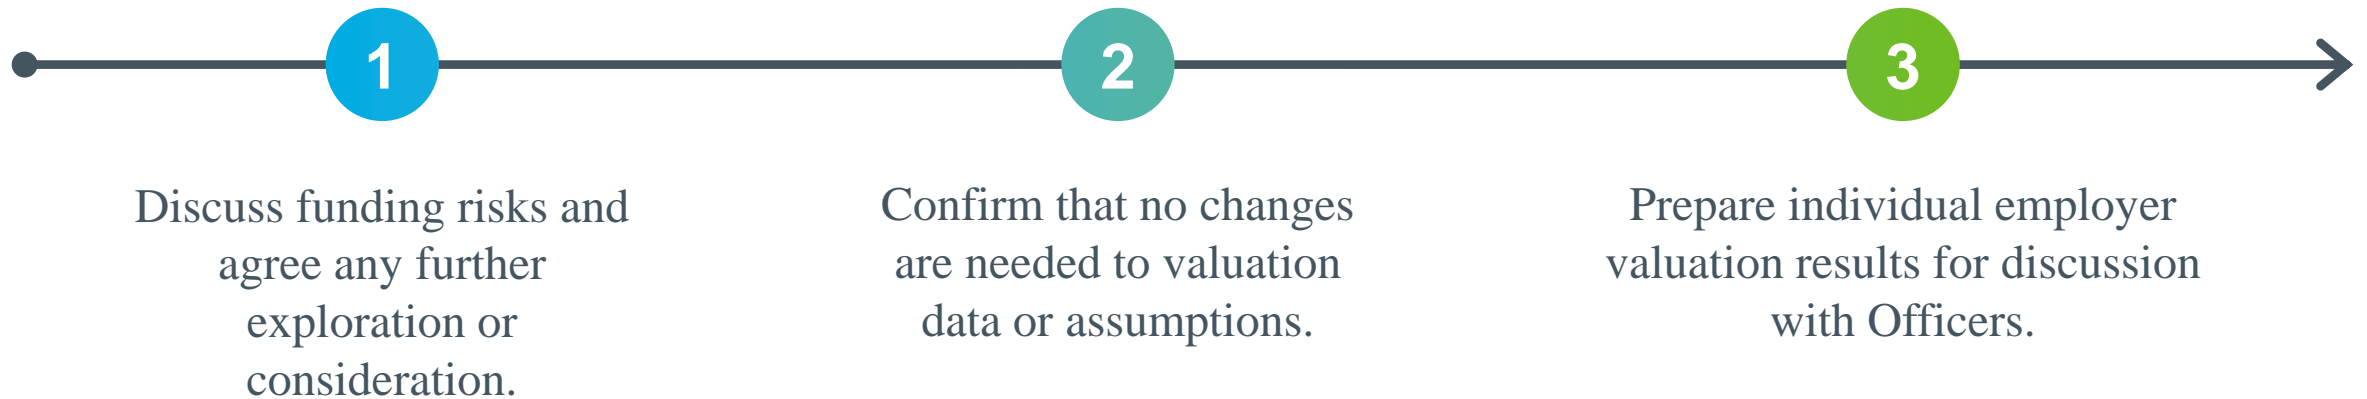 1
Discuss funding risks and
agree any further
exploration or
consideration.
2
Confirm that no changes
are needed to valuation
data or assumptions.
3
Prepare individual employer
valuation results for discussion
with Officers.